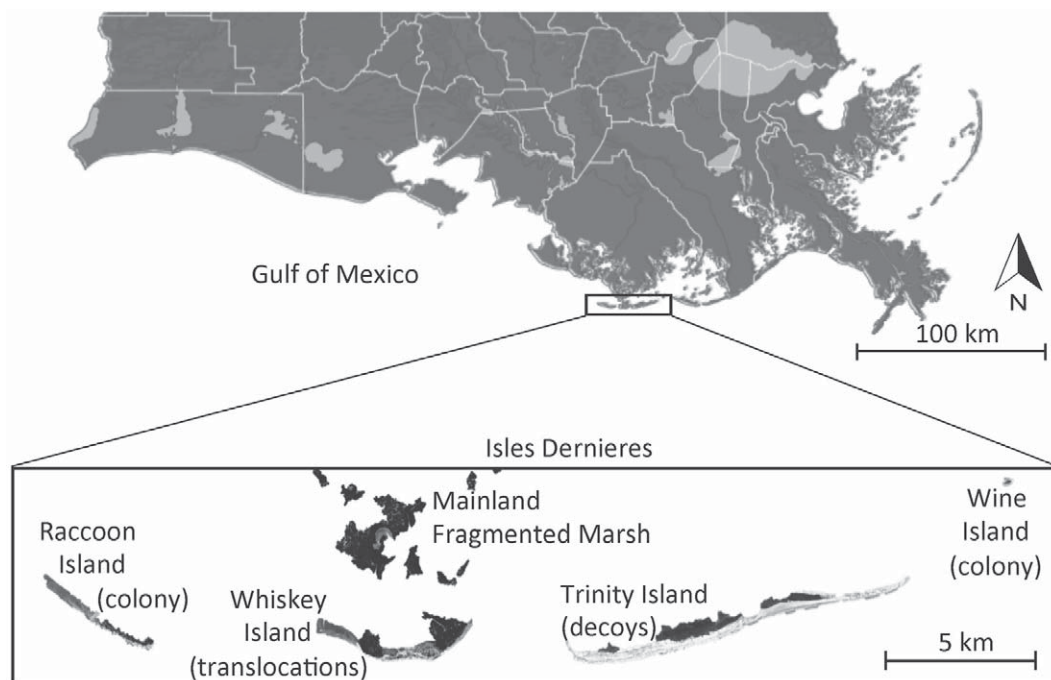 Gulf of Mexico
N
100 km
Isles Dernieres
Mainland
Fragmented Marsh
Wine
Island
(colony)
Raccoon
Island
(colony)
Whiskey
Island
(translocations)
Trinity Island
(decoys)
5 km